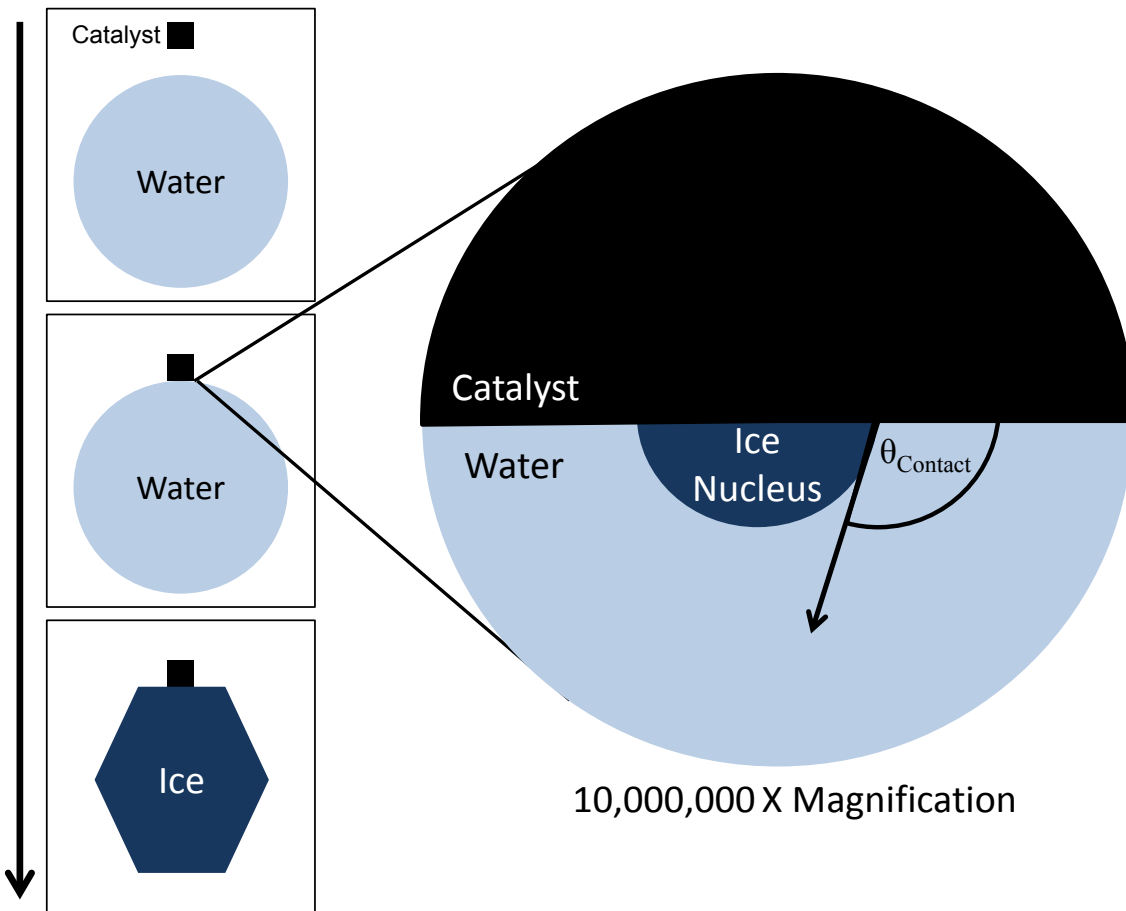 Catalyst
Water
Water
Ice
Catalyst
Water
Ice
Nucleus
θContact
10,000,000 X Magnification